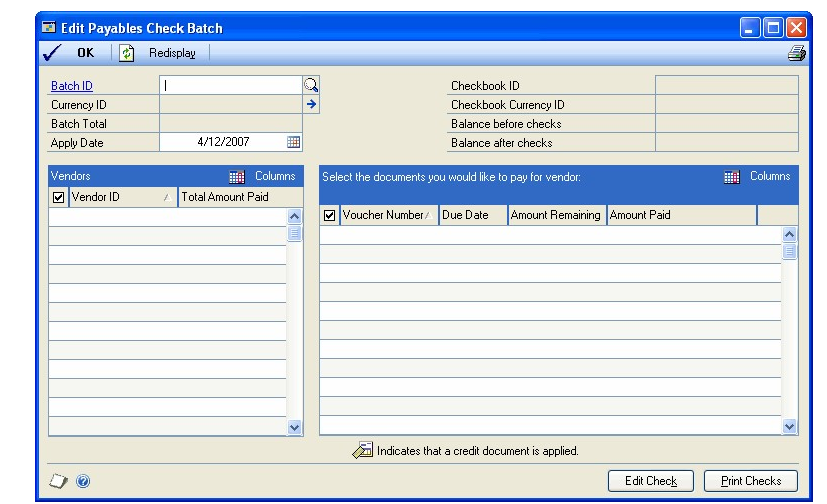 Edit Payables Check Batch
OK Redisplay
Batch ID
Currency ID
Batch Total
Apply Date 4/12/2007
Checkbook ID
Checkbook Currency ID
Balance before checks
Balance after checks
Vendors Columns
Vendor ID Total Amount Paid
Select the documents you would like to pay for vendor: Columns
Voucher Number Due Date Amount Remaining Amount Paid
Indicates that a credit document is applied.
Edit Check Print Checks